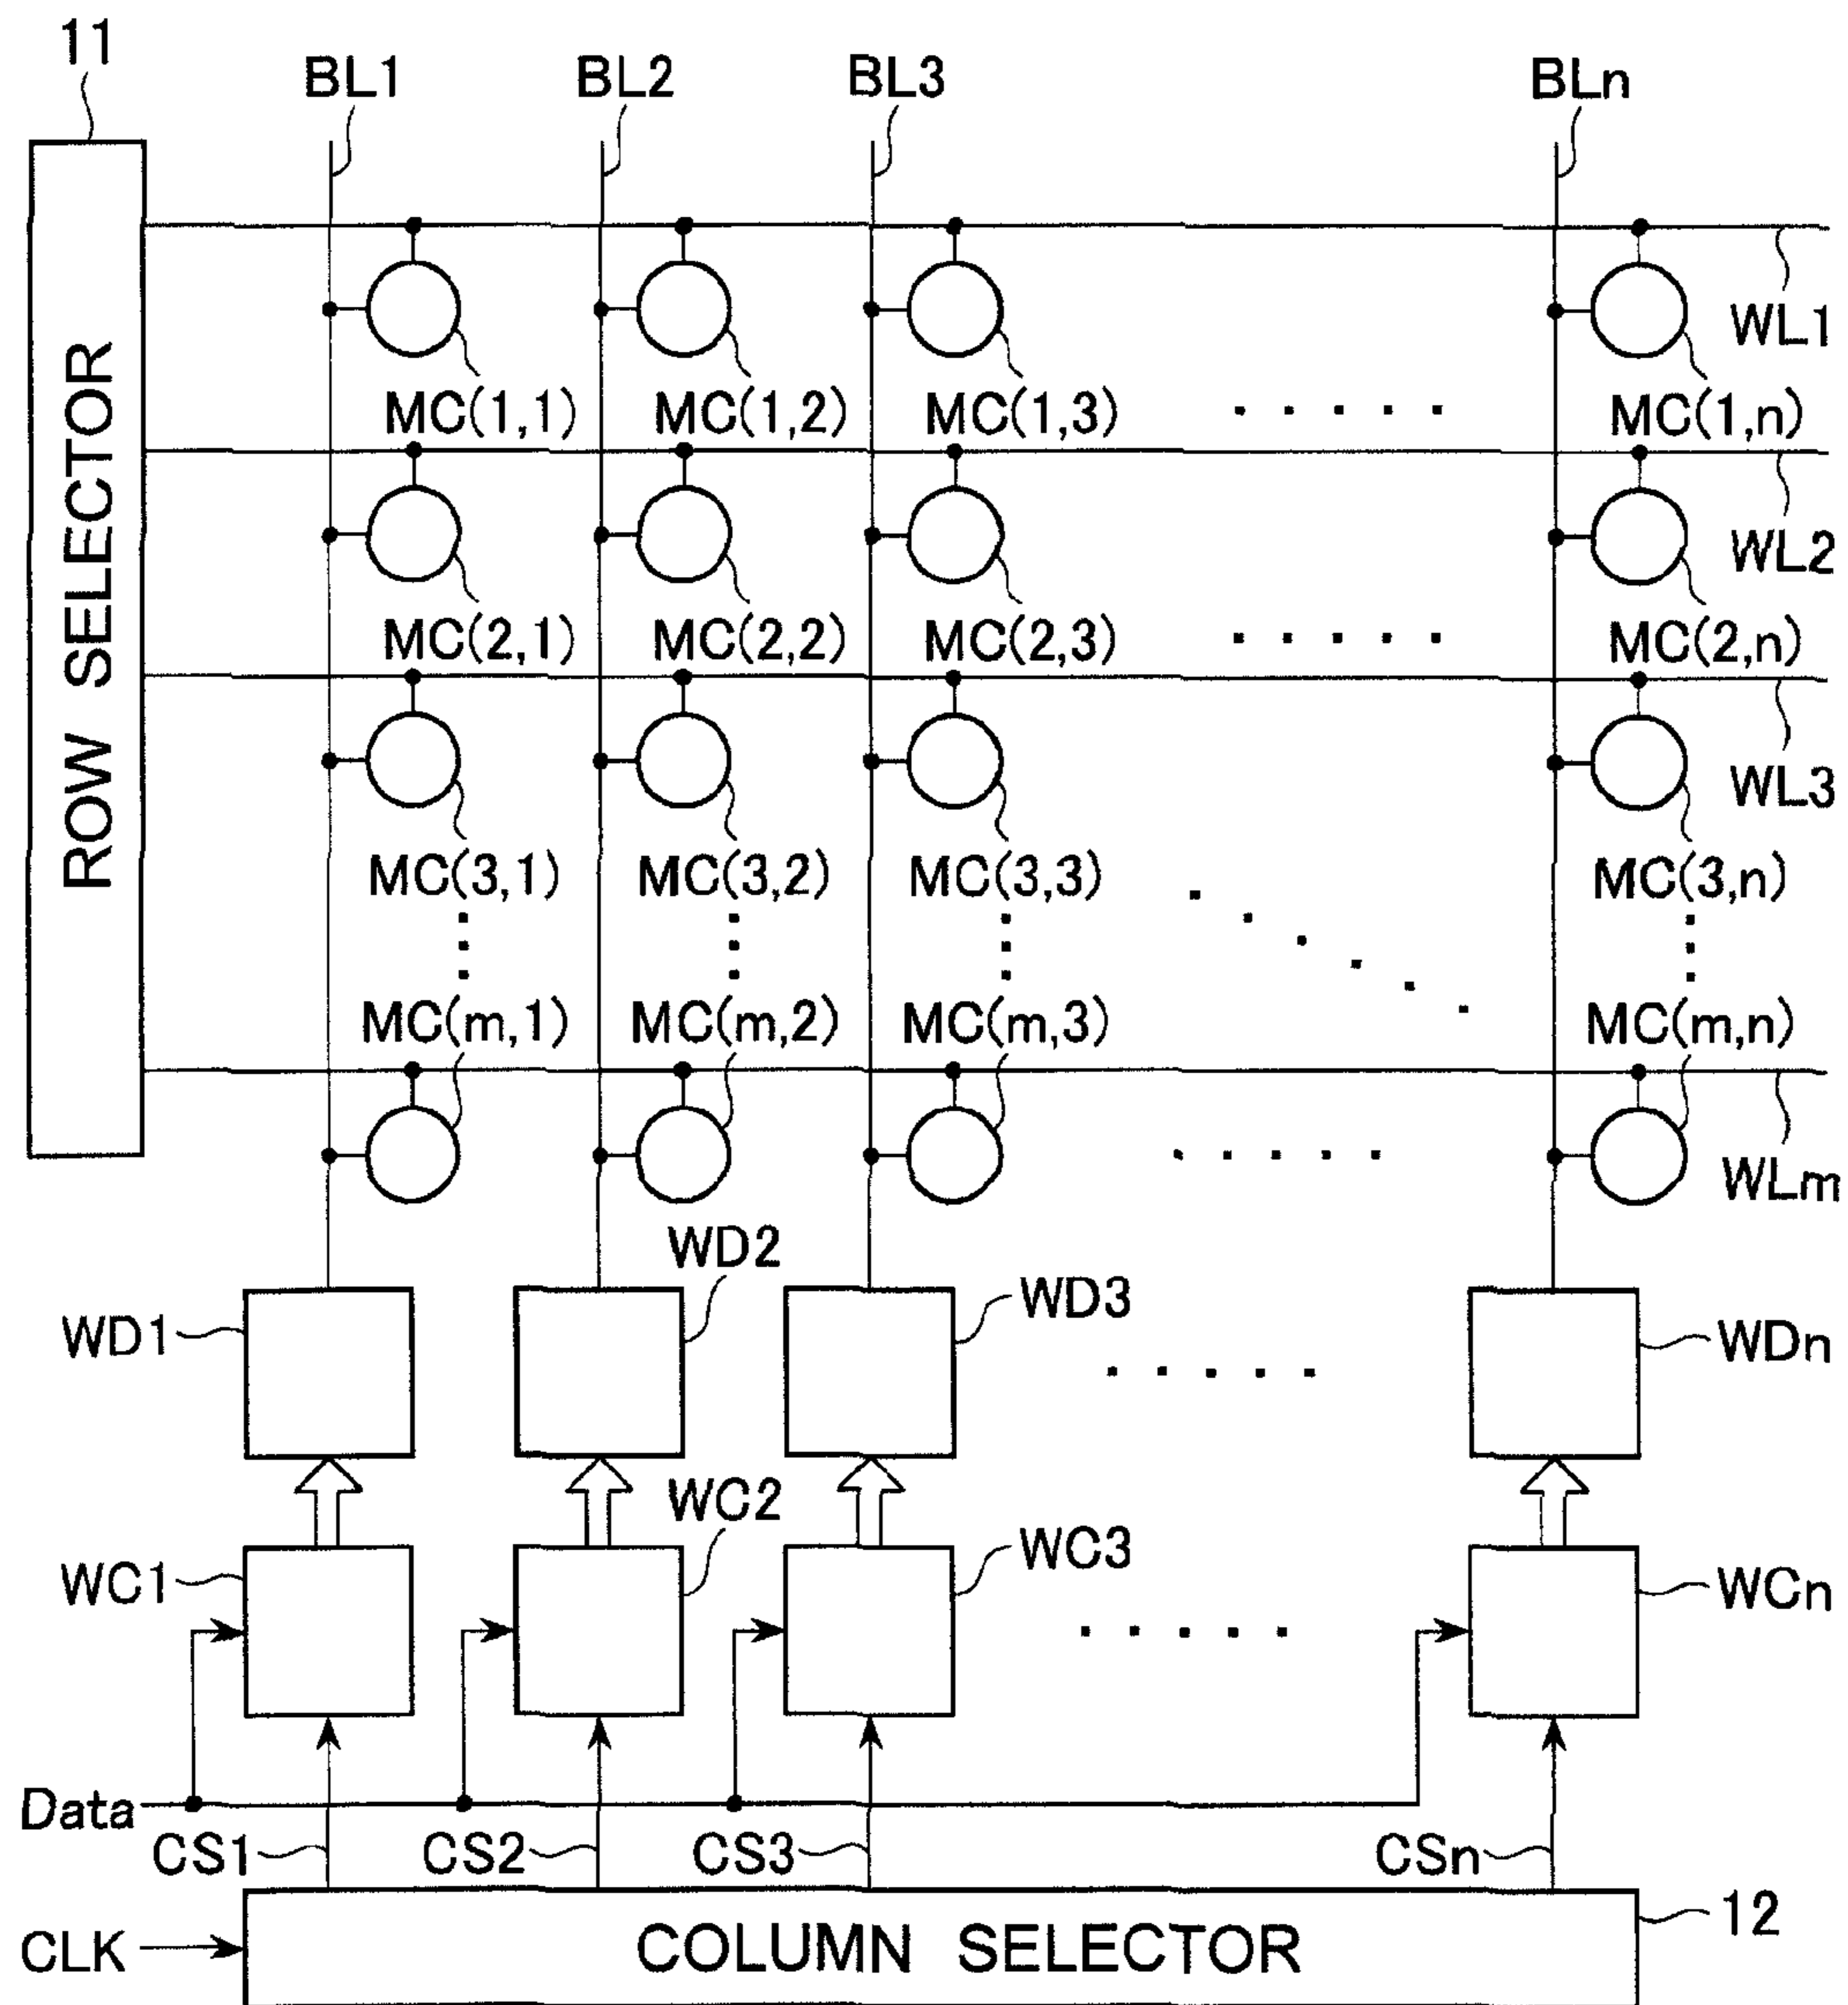 11
BL1 BL2 BL3 BLn
ROW SELECTOR
WL1
MC(1,1) MC(1,2) MC(1,3) ····· MC(1,n)
WL2
MC(2,1) MC(2,2) MC(2,3) ····· MC(2,n)
WL3
MC(3,1) MC(3,2) MC(3,3) MC(3,n)
MC(m,1) MC(m,2) MC(m,3) MC(m,n)
WLm
WD1 WD2 WD3 ····· WDn
WC1 WC2 WC3 ····· WCn
Data
CS1 CS2 CS3 CSn
12
CLK
COLUMN SELECTOR